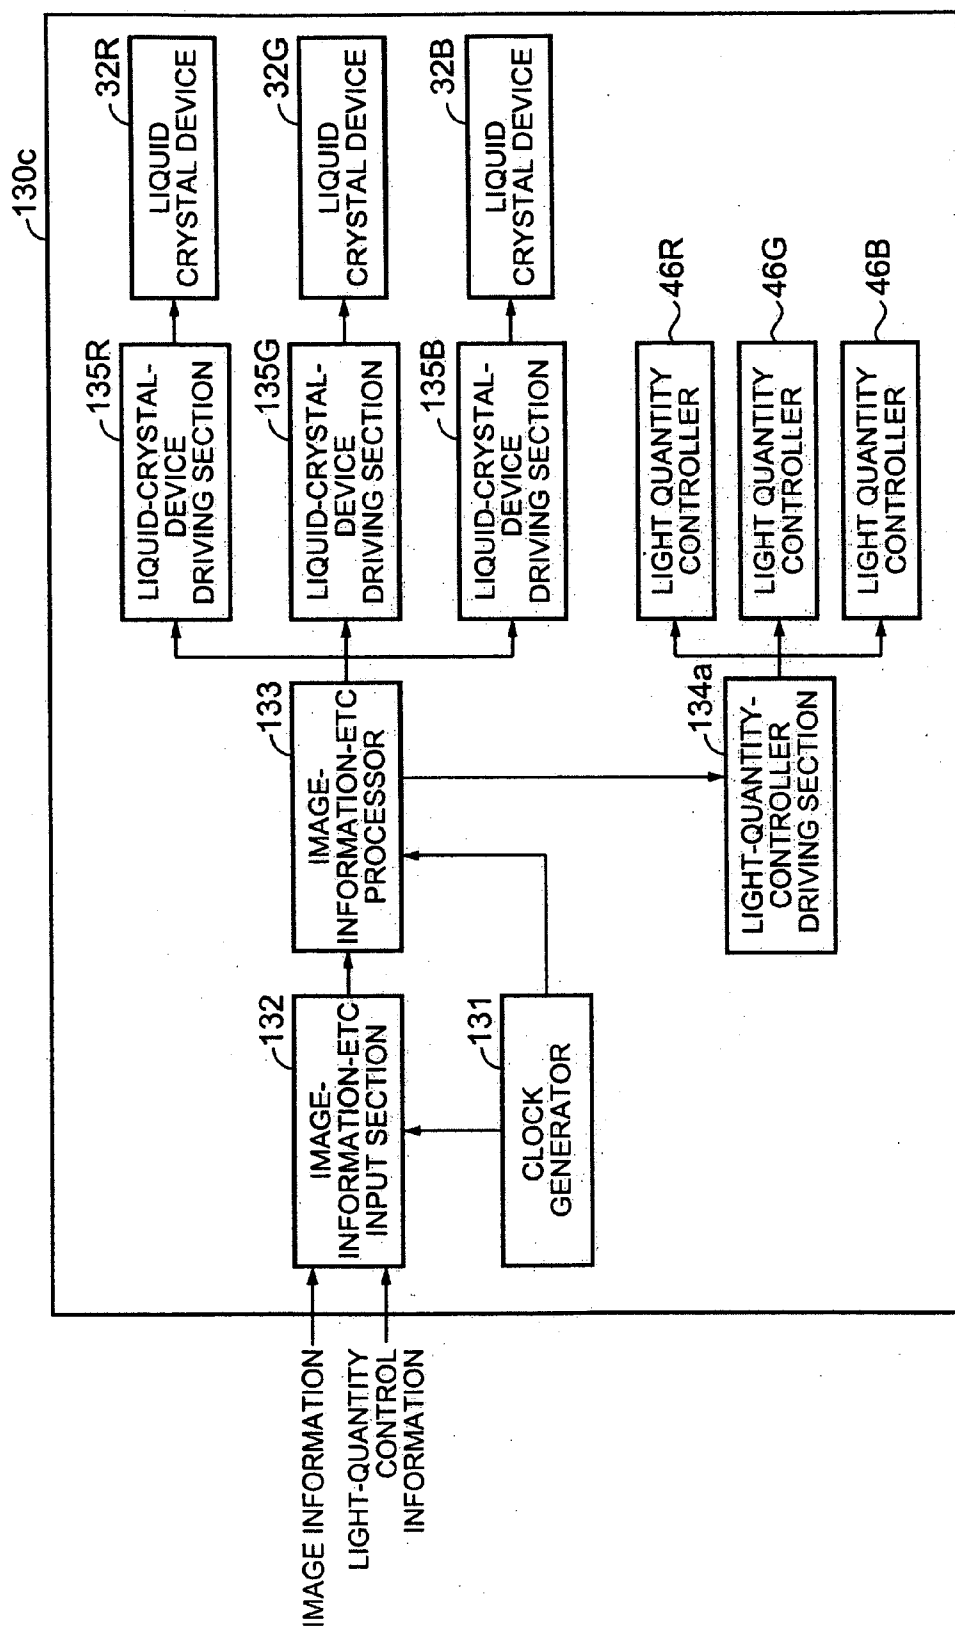 130c
IMAGE INFORMATION
LIGHT-QUANTITY
CONTROL
INFORMATION
132
IMAGE-
INFORMATION-ETC
INPUT SECTION
131
CLOCK
GENERATOR
133
IMAGE-
INFORMATION-ETC
PROCESSOR
135R
LIQUID-CRYSTAL-
DEVICE
DRIVING SECTION
32R
LIQUID
CRYSTAL DEVICE
135G
LIQUID-CRYSTAL-
DEVICE
DRIVING SECTION
32G
LIQUID
CRYSTAL DEVICE
135B
LIQUID-CRYSTAL-
DEVICE
DRIVING SECTION
32B
LIQUID
CRYSTAL DEVICE
134a
LIGHT-QUANTITY-
CONTROLLER
DRIVING SECTION
LIGHT QUANTITY
CONTROLLER
46R
LIGHT QUANTITY
CONTROLLER
46G
LIGHT QUANTITY
CONTROLLER
46B